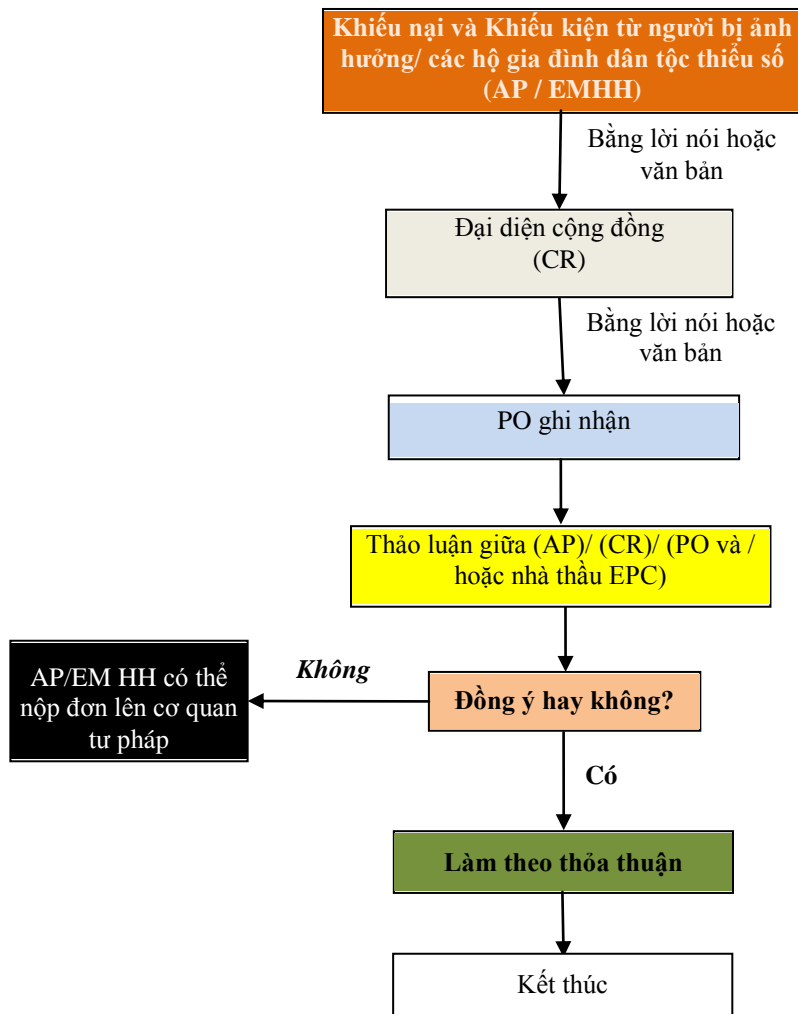 Khiếu nại và Khiếu kiện từ người bị ảnh
hưởng/ các hộ gia đình dân tộc thiểu số
(AP / EMHH)
Bằng lời nói hoặc
văn bản
Đại diện cộng đồng
(CR)
Bằng lời nói hoặc
văn bản
PO ghi nhận
Thảo luận giữa (AP)/ (CR)/ (PO và /
hoặc nhà thầu EPC)
AP/EM HH có thể
nộp đơn lên cơ quan
tư pháp
Không
Đồng ý hay không?
Có
Làm theo thỏa thuận
Kết thúc